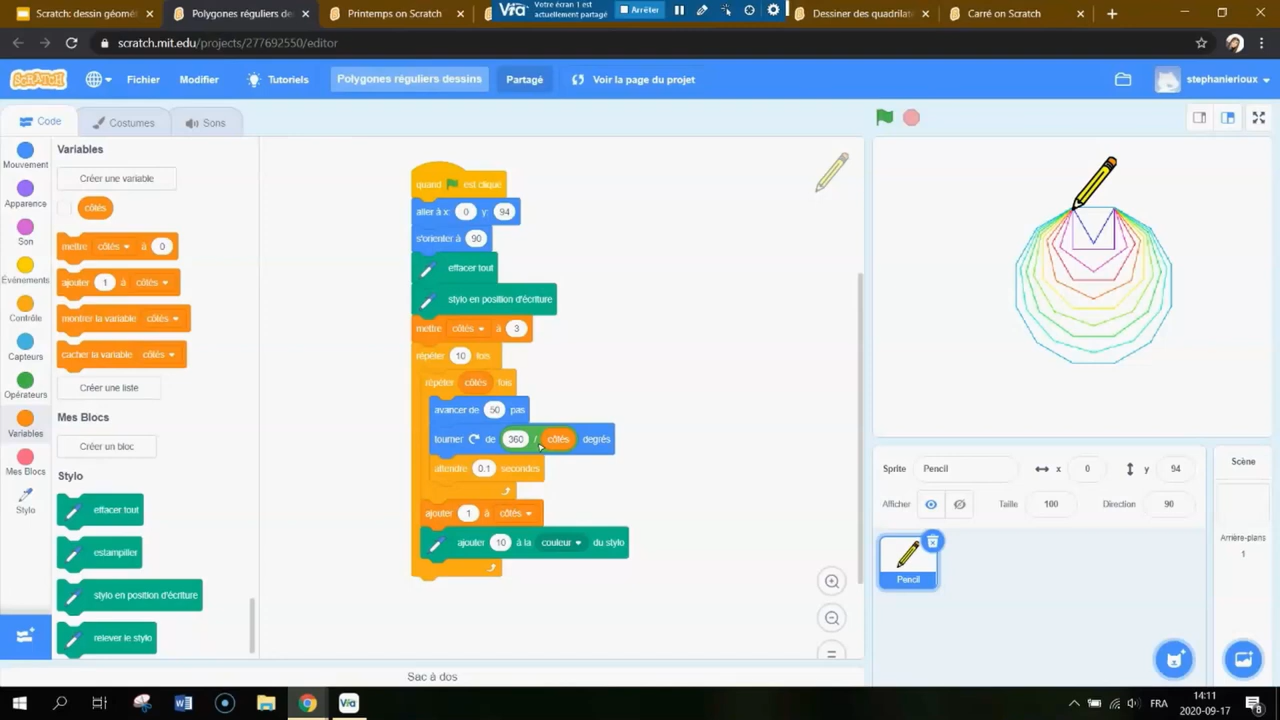 Scratch dessin géomé
Polygones réguliers de
Printemps on Scratch
Vía
Votre écran 1 est
actuellement partagé
Arrêter
Dessiner des quadrilat
Carré on Scratch
scratch.mit.edu/projects/277692550/editor
SCRATCH
Fichier
Modifier
Tutoriels
Polygones réguliers dessins
Partagé
Voir la page du projet
stephanierioux
Code
Costumes
Sons
Mouvement
Apparence
Son
Événements
Contrôle
Capteurs
Opérateurs
Variables
Mes Blocs
Stylo
Variables
Créer une variable
côtés
mettre côtés à 0
ajouter 1 à côtés
montrer la variable côtés
cacher la variable côtés
Créer une liste
Mes Blocs
Créer un bloc
Stylo
effacer tout
estampiller
stylo en position d'écriture
relever le stylo
quand est cliqué
aller à x: 0 y: 94
s'orienter à 90
effacer tout
stylo en position d'écriture
mettre côtés à 3
répéter 10 fois
répéter côtés fois
avancer de 50 pas
tourner de 360 / côtés degrés
attendre 0.1 secondes
ajouter 1 à côtés
ajouter 10 à la couleur du stylo
Sac à dos
Sprite Pencil x 0 y 94
Afficher Taille 100 Direction 90
Pencil
Scène
Arrière-plans
1
Vía
FRA
14:11
2020-09-17
8